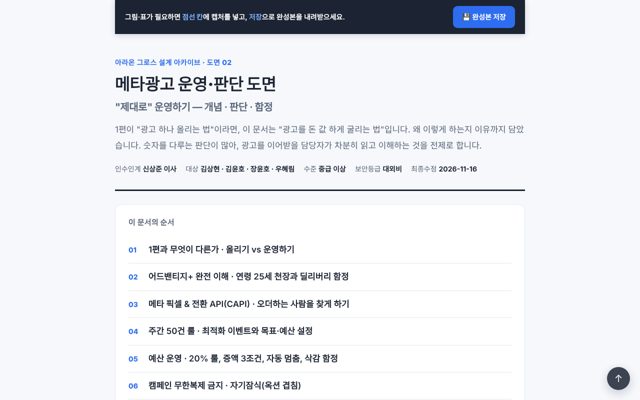 그림·표가 필요하면 점선 칸에 캡처를 넣고, 저장으로 완성본을 내려받으세요.
💾 완성본 저장
아라온 그로스 설계 아카이브 · 도면 02
메타광고 운영·판단 도면
"제대로" 운영하기 — 개념 · 판단 · 함정
1편이 "광고 하나 올리는 법"이라면, 이 문서는 "광고를 돈 값 하게 굴리는 법"입니다. 왜 이렇게 하는지 이유까지 담았
습니다. 숫자를 다루는 판단이 많아, 광고를 이어받을 담당자가 차분히 읽고 이해하는 것을 전제로 합니다.
인수인계 신상준 이사 대상 김상현 · 김윤호 · 장윤호 · 우혜림 수준 중급 이상 보안등급 대외비 최종수정 2026-11-16
이 문서의 순서
01 1편과 무엇이 다른가 · 올리기 vs 운영하기
02 어드밴티지+ 완전 이해 · 연령 25세 천장과 딜리버리 함정
03 메타 픽셀 & 전환 API(CAPI) · 오더하는 사람을 찾게 하기
04 주간 50건 룰 · 최적화 이벤트와 목표·예산 설정
05 예산 운영 · 20% 룰, 증액 3조건, 자동 멈춤, 삭감 함정
06 캠페인 무한복제 금지 · 자기잠식(옥션 겹침)
↑